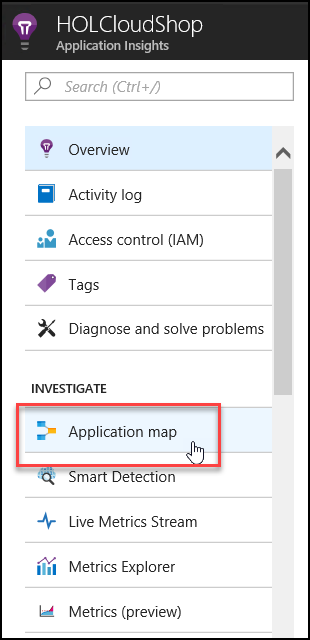 HOLCloudShop
Application Insights
Search (Ctrl+/)
Overview
Activity log
Access control (IAM)
Tags
Diagnose and solve problems
INVESTIGATE
Application map
Smart Detection
Live Metrics Stream
Metrics Explorer
Metrics (preview)